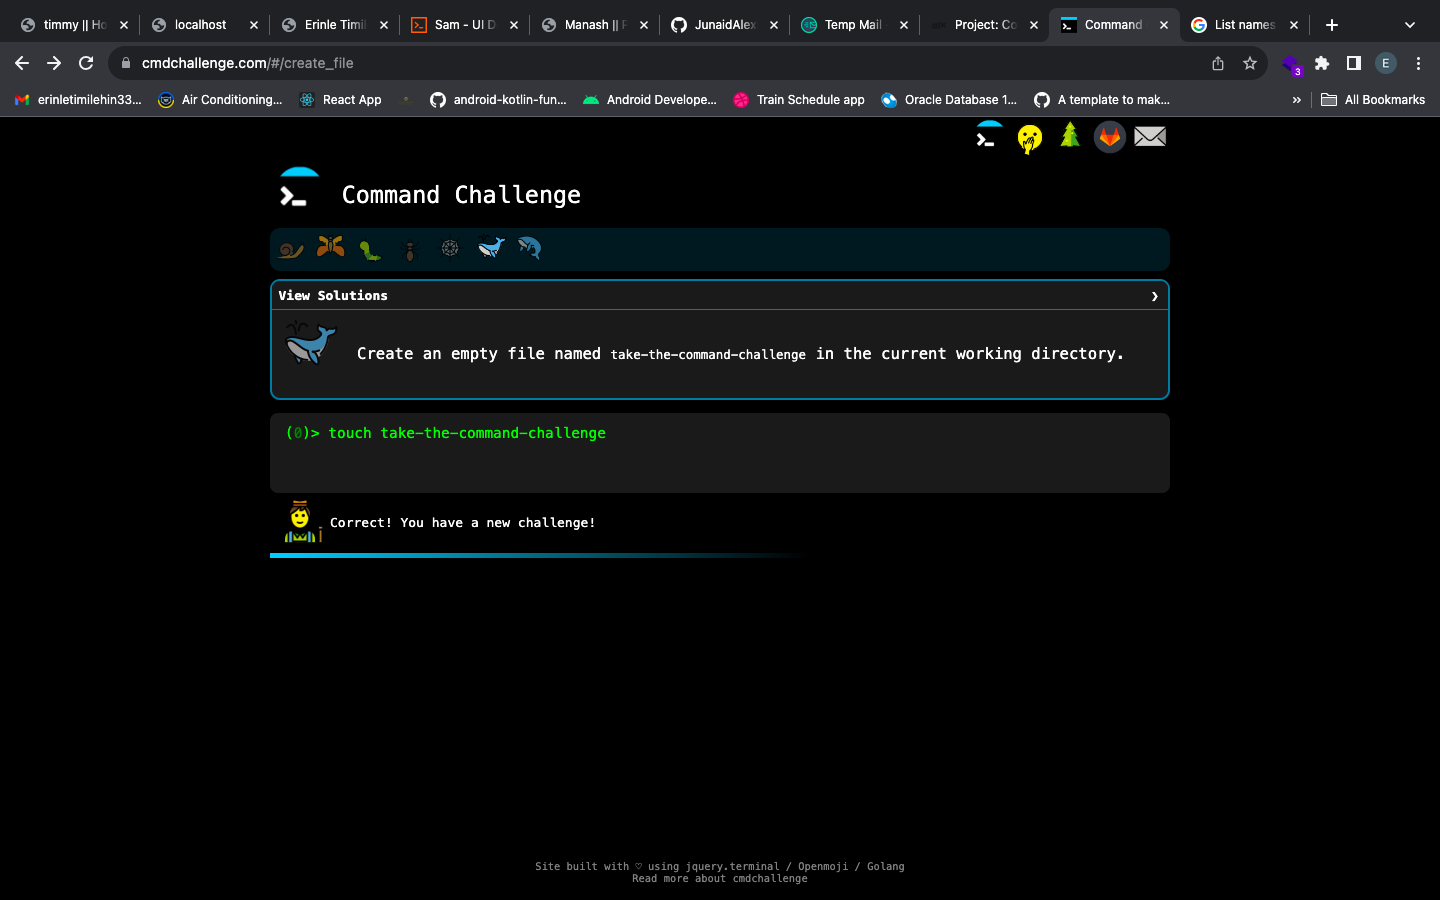 timmy || Ho
localhost
Erinle Timil
Sam - UI D
Manash || F
JunaidAlex
Temp Mail
Project: Co
Command
List names
cmdchallenge.com/#/create_file
3
E
erinletimilehin33...
Air Conditioning...
React App
android-kotlin-fun...
Android Develope...
Train Schedule app
Oracle Database 1...
A template to mak...
»
All Bookmarks
Command Challenge
View Solutions
Create an empty file named take-the-command-challenge in the current working directory.
(0)> touch take-the-command-challenge
Correct! You have a new challenge!
Site built with ♡ using jquery.terminal / Openmoji / Golang
Read more about cmdchallenge